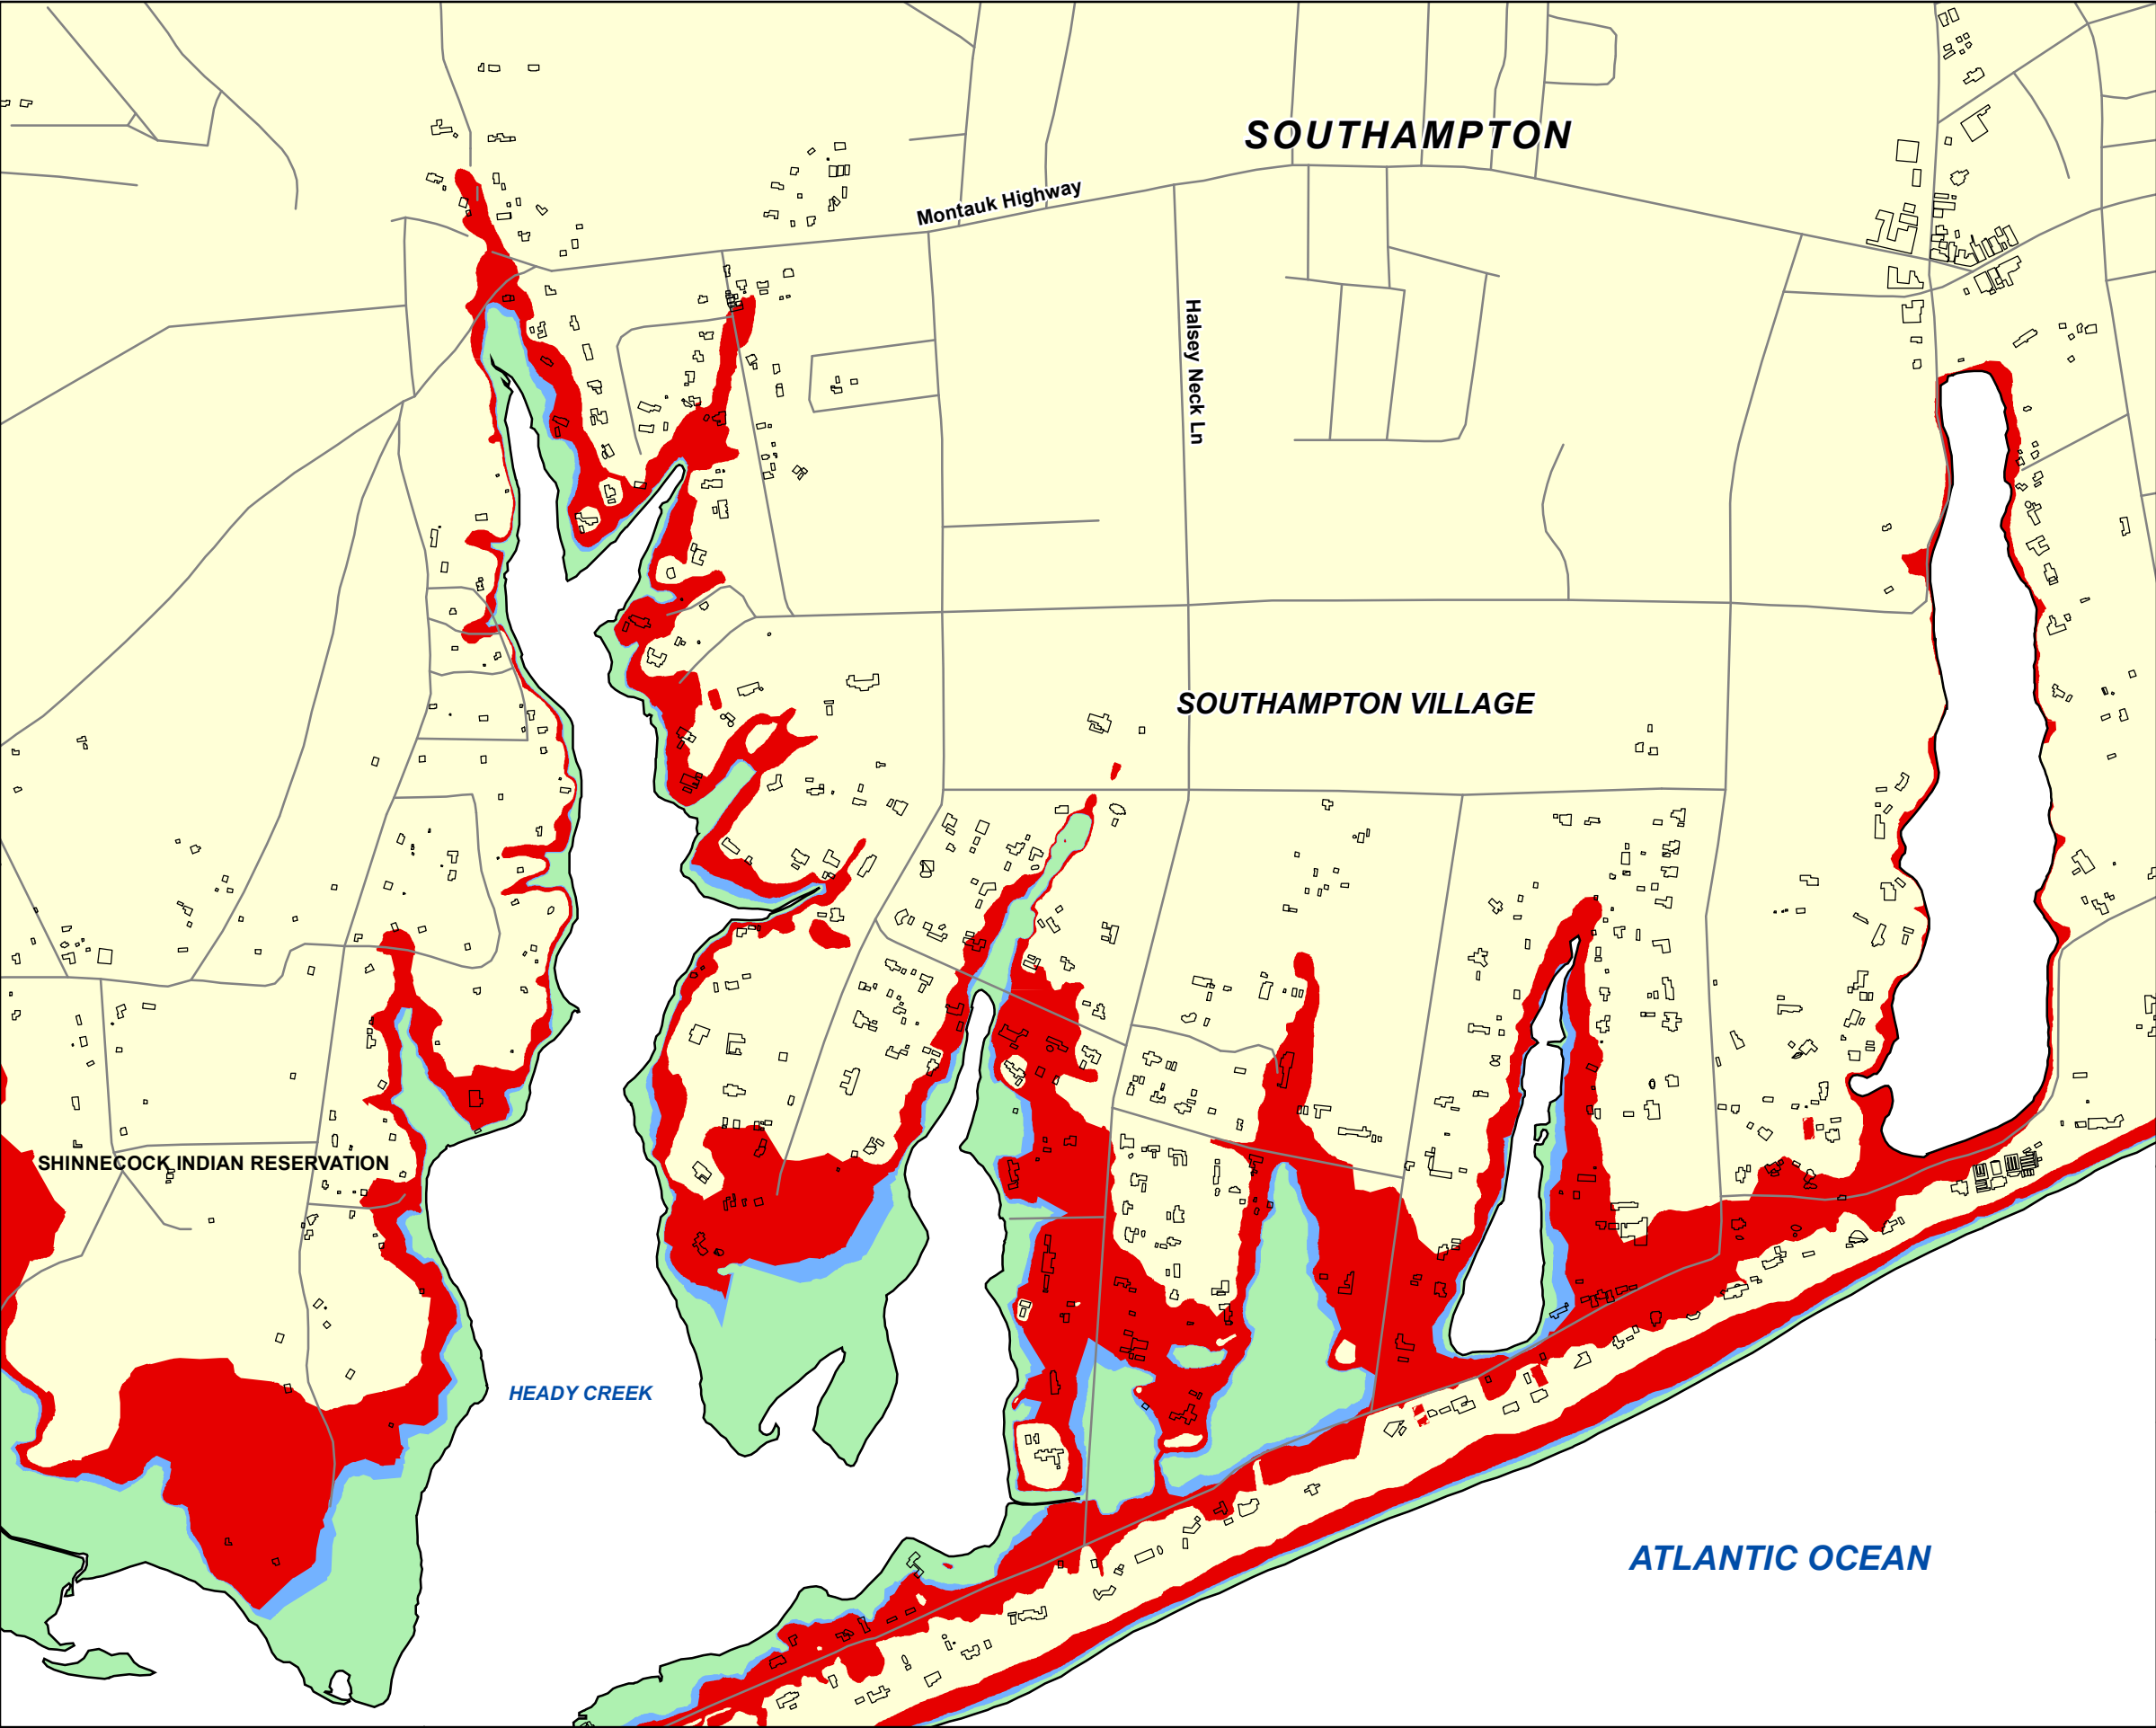 SOUTHAMPTON
Montauk Highway
Halsey Neck Ln
SOUTHAMPTON VILLAGE
SHINNECOCK INDIAN RESERVATION
HEADY CREEK
ATLANTIC OCEAN